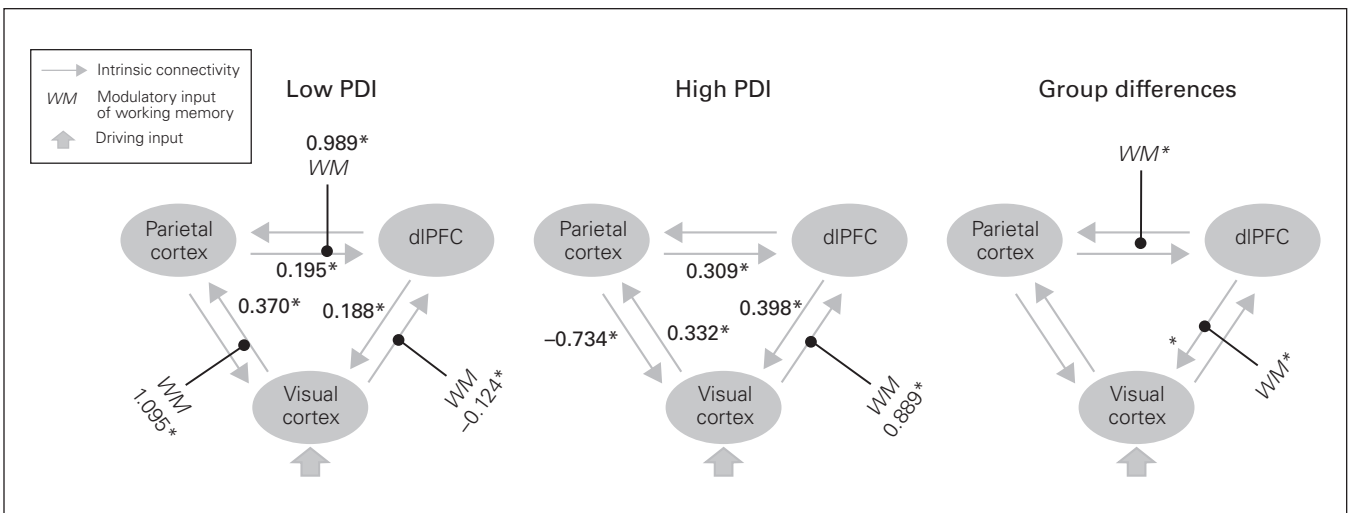 Intrinsic connectivity
WM Modulatory input
of working memory
Driving input
Low PDI
0.989*
WM
Parietal
cortex
dlPFC
0.195*
0.370*
0.188*
WM
1.095*
WM
–0.124*
Visual
cortex
High PDI
Parietal
cortex
dlPFC
0.309*
–0.734*
0.332*
0.398*
WM
0.889*
Visual
cortex
Group differences
WM*
Parietal
cortex
dlPFC
*
WM*
Visual
cortex